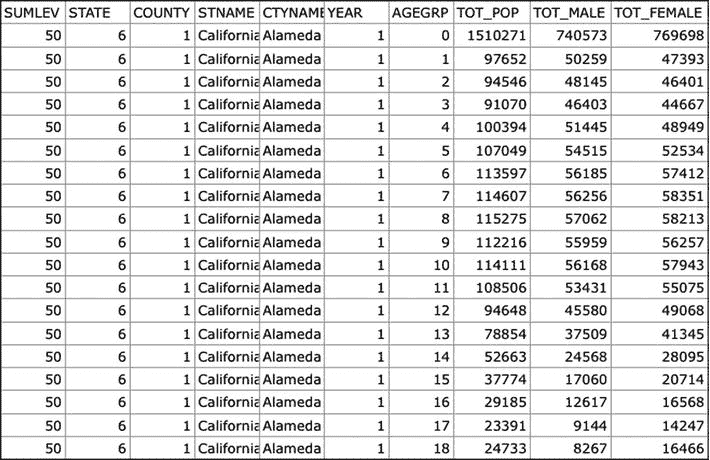 SUMLEV STATE COUNTY STNAME CTYNAME YEAR AGEGRP TOT_POP TOT_MALE TOT_FEMALE
50 6 1 California Alameda 1 0 1510271 740573 769698
50 6 1 California Alameda 1 1 97652 50259 47393
50 6 1 California Alameda 1 2 94546 48145 46401
50 6 1 California Alameda 1 3 91070 46403 44667
50 6 1 California Alameda 1 4 100394 51445 48949
50 6 1 California Alameda 1 5 107049 54515 52534
50 6 1 California Alameda 1 6 113597 56185 57412
50 6 1 California Alameda 1 7 114607 56256 58351
50 6 1 California Alameda 1 8 115275 57062 58213
50 6 1 California Alameda 1 9 112216 55959 56257
50 6 1 California Alameda 1 10 114111 56168 57943
50 6 1 California Alameda 1 11 108506 53431 55075
50 6 1 California Alameda 1 12 94648 45580 49068
50 6 1 California Alameda 1 13 78854 37509 41345
50 6 1 California Alameda 1 14 52663 24568 28095
50 6 1 California Alameda 1 15 37774 17060 20714
50 6 1 California Alameda 1 16 29185 12617 16568
50 6 1 California Alameda 1 17 23391 9144 14247
50 6 1 California Alameda 1 18 24733 8267 16466